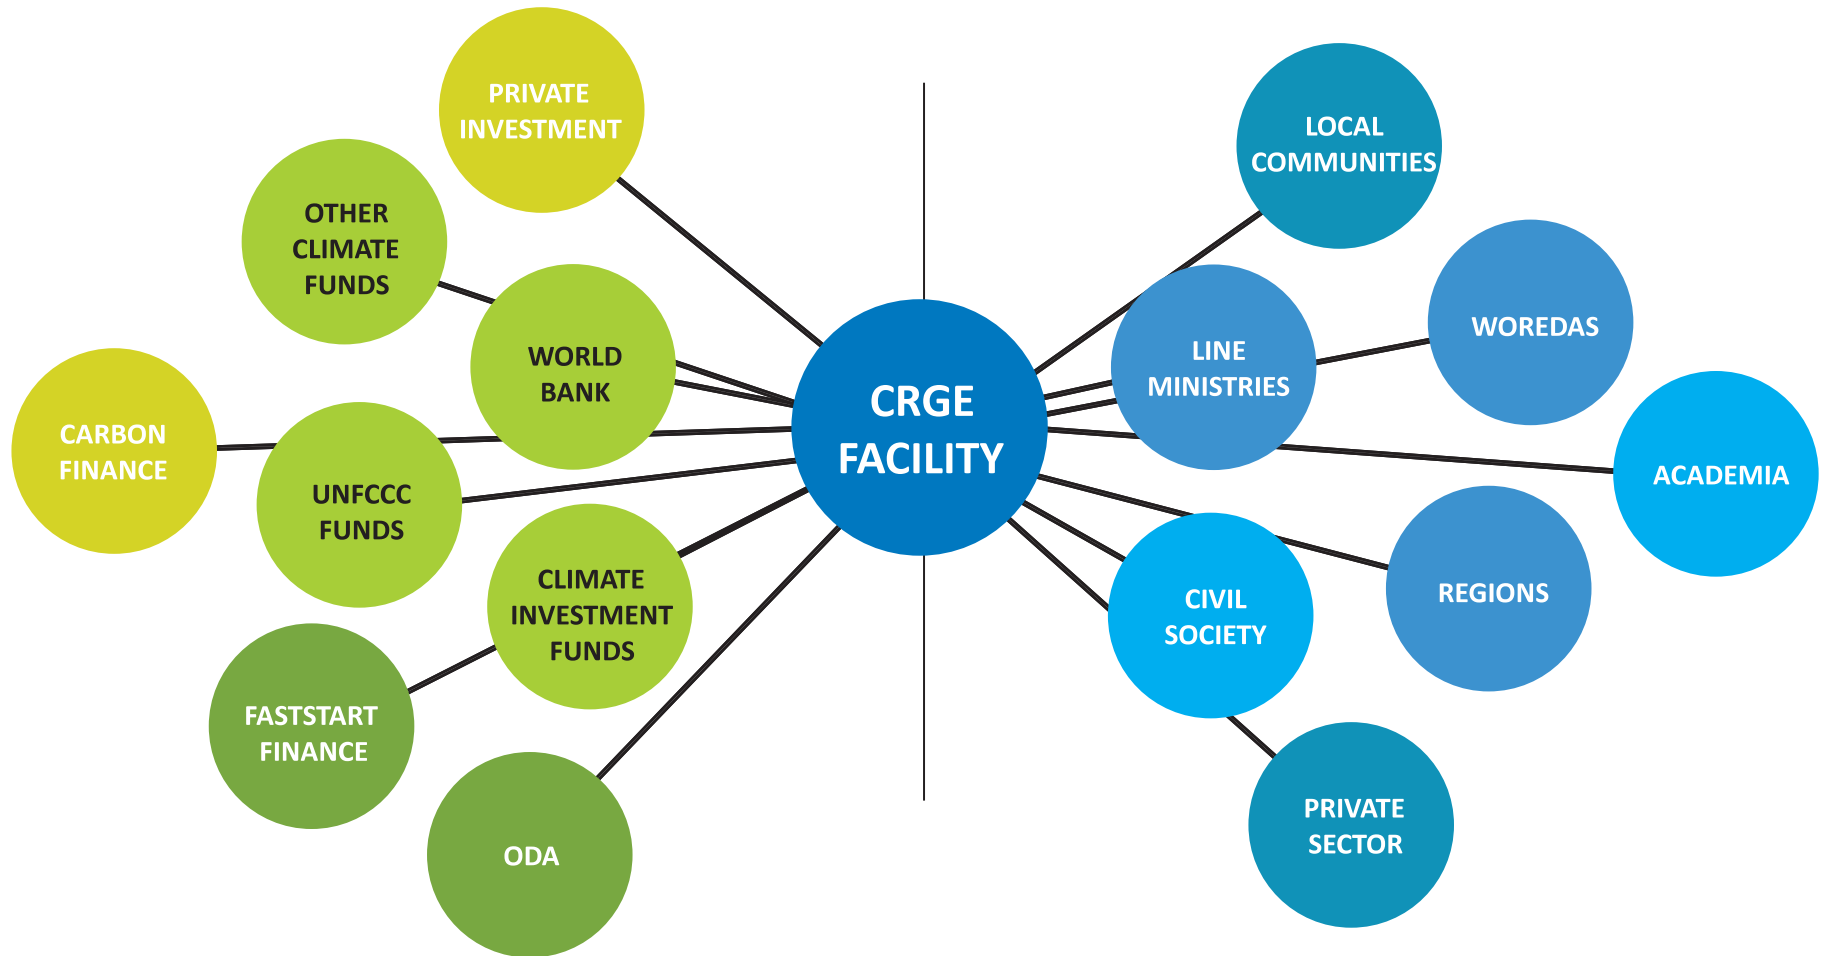 PRIVATE
INVESTMENT
OTHER
CLIMATE
FUNDS
WORLD
BANK
CARBON
FINANCE
UNFCCC
FUNDS
CLIMATE
INVESTMENT
FUNDS
FASTSTART
FINANCE
ODA
CRGE
FACILITY
LOCAL
COMMUNITIES
LINE
MINISTRIES
WOREDAS
ACADEMIA
REGIONS
CIVIL
SOCIETY
PRIVATE
SECTOR